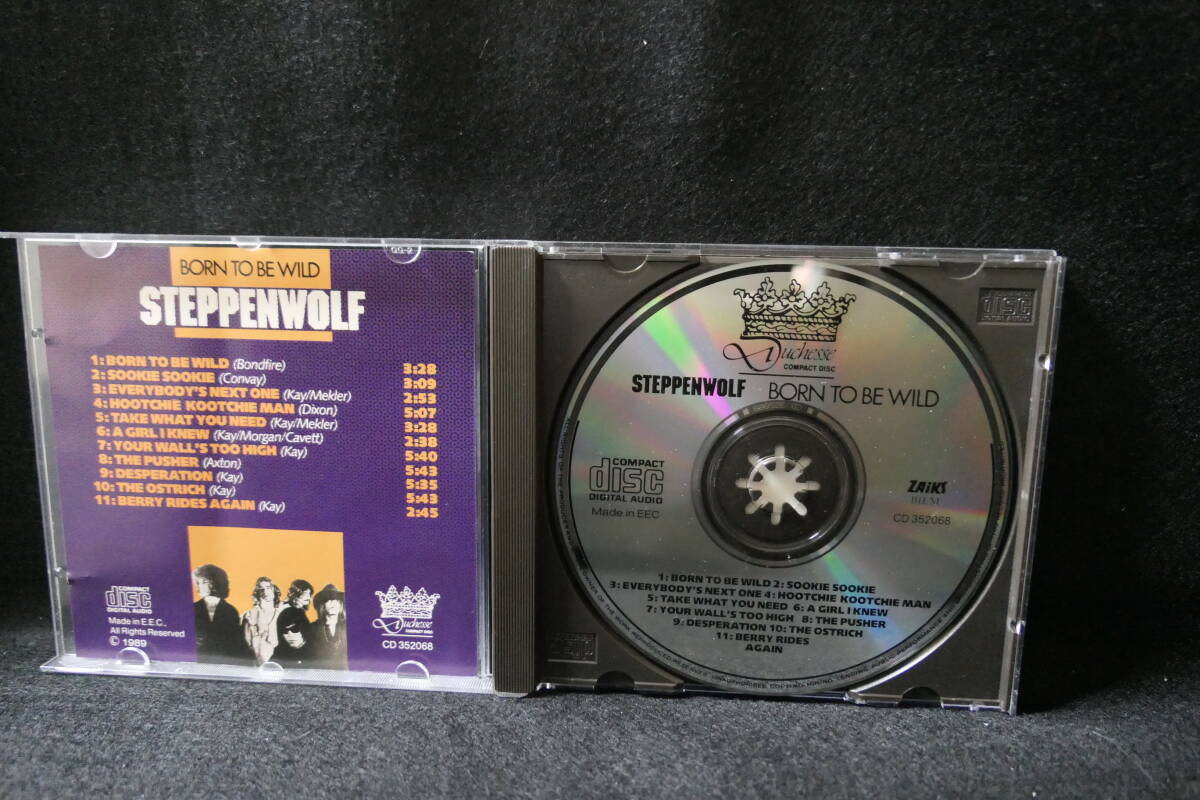 BORN TO BE WILD
STEPPENWOLF
1: BORN TO BE WILD (Bondfire) 3:28
2: SOOKIE SOOKIE (Convay) 3:09
3: EVERYBODY'S NEXT ONE (Kay/Mekler) 2:53
4: HOOTCHIE KOOTCHIE MAN (Dixon) 5:07
5: TAKE WHAT YOU NEED (Kay/Mekler) 3:28
6: A GIRL I KNEW (Kay/Morgan/Cavett) 2:38
7: YOUR WALL'S TOO HIGH (Kay) 5:40
8: THE PUSHER (Axton) 5:43
9: DESPERATION (Kay) 5:35
10: THE OSTRICH (Kay) 5:43
11: BERRY RIDES AGAIN (Kay) 2:45
COMPACT
disc
DIGITAL AUDIO
Made in E.E.C.,
All Rights Reserved
© 1989
Duchesse
COMPACT DISC
CD 352068
Duchesse
COMPACT DISC
STEPPENWOLF BORN TO BE WILD
COMPACT
disc
DIGITAL AUDIO
Made in EEC
ZAiKS
BIEM
CD 352068
1: BORN TO BE WILD 2: SOOKIE SOOKIE
3: EVERYBODY'S NEXT ONE 4: HOOTCHIE KOOTCHIE MAN
5: TAKE WHAT YOU NEED 6: A GIRL I KNEW
7: YOUR WALL'S TOO HIGH 8: THE PUSHER
9: DESPERATION 10: THE OSTRICH
11: BERRY RIDES
AGAIN
disc